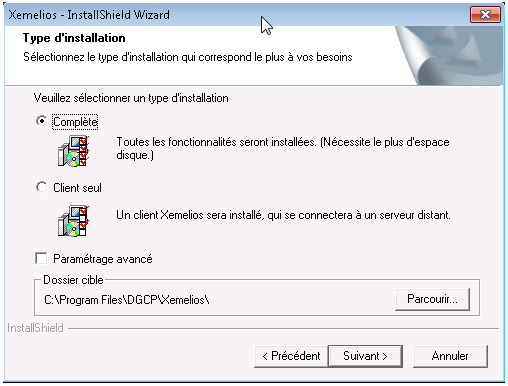 Xemelios - InstallShield Wizard
Type d'installation
Sélectionnez le type d'installation qui correspond le plus à vos besoins
Veuillez sélectionner un type d'installation
Complète
Toutes les fonctionnalités seront installées. (Nécessite le plus d'espace
disque.)
Client seul
Un client Xemelios sera installé, qui se connectera à un serveur distant.
Paramétrage avancé
Dossier cible
C:\Program Files\DGCP\Xemelios\
Parcourir...
InstallShield
< Précédent
Suivant >
Annuler